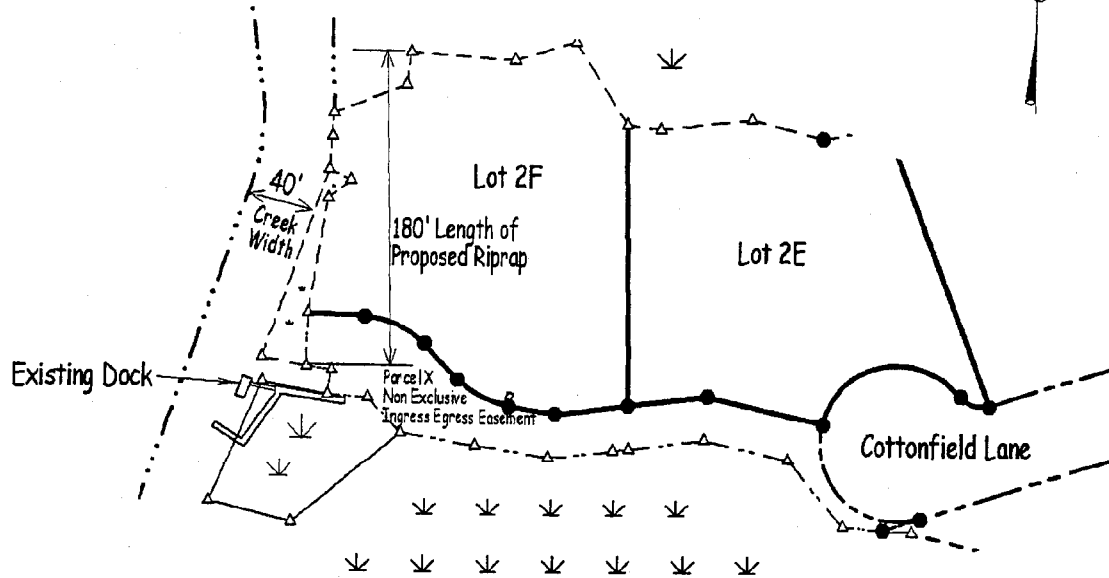 Lot 2F
40'
Creek
Width
180' Length of
Proposed Riprap
Lot 2E
Existing Dock
Parcel X
Non Exclusive
Ingress Egress Easement
Cottonfield Lane